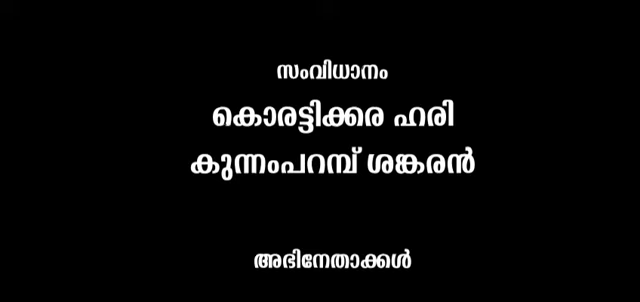 സംവിധാനം
കൊരട്ടിക്കര ഹരി
കുന്നംപറമ്പ് ശങ്കരൻ
അഭിനേതാക്കൾ